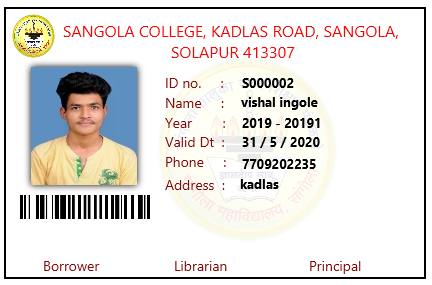 SANGOLA COLLEGE, KADLAS ROAD, SANGOLA,
SOLAPUR 413307
ID no. : S000002
Name : vishal ingole
Year : 2019 - 20191
Valid Dt : 31 / 5 / 2020
Phone : 7709202235
Address : kadlas
Borrower Librarian Principal